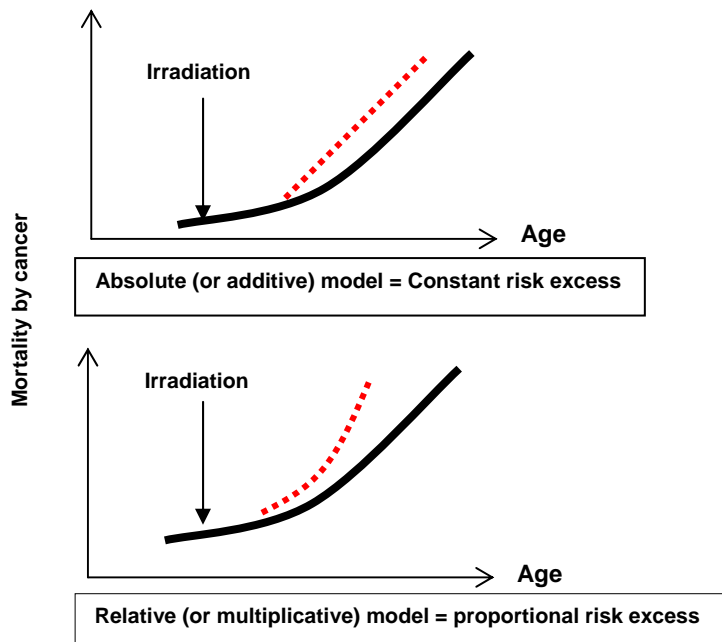 Mortality by cancer
Irradiation
Age
Absolute (or additive) model = Constant risk excess
Irradiation
Age
Relative (or multiplicative) model = proportional risk excess